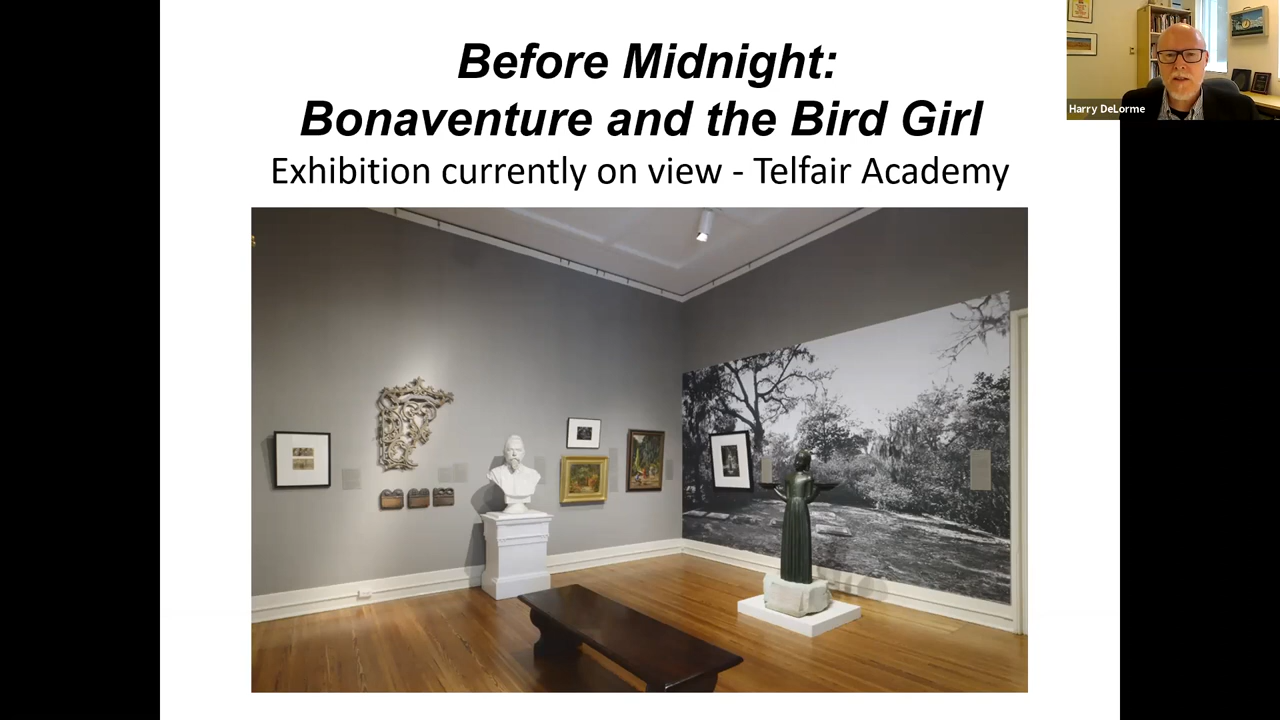 Before Midnight:
Bonaventure and the Bird Girl
Exhibition currently on view - Telfair Academy
Harry DeLorme